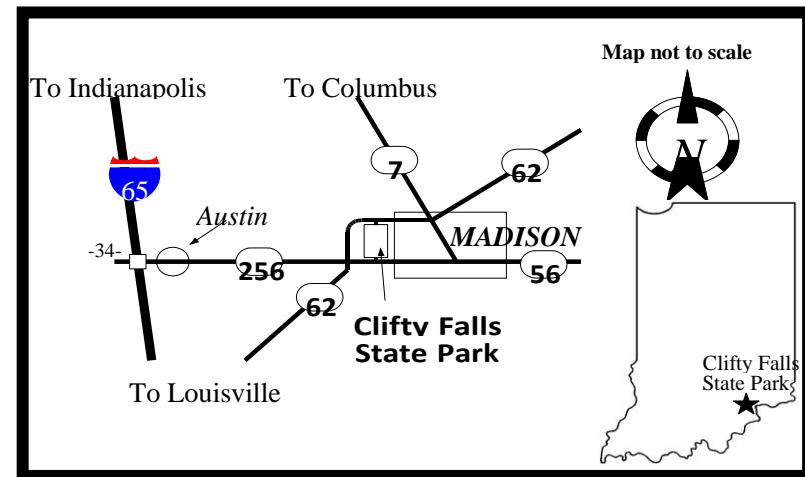 Map not to scale
To Indianapolis
To Columbus
N
7
62
65
Austin
MADISON
-34-
256
56
62
Clifty Falls
State Park
To Louisville
Clifty Falls
State Park